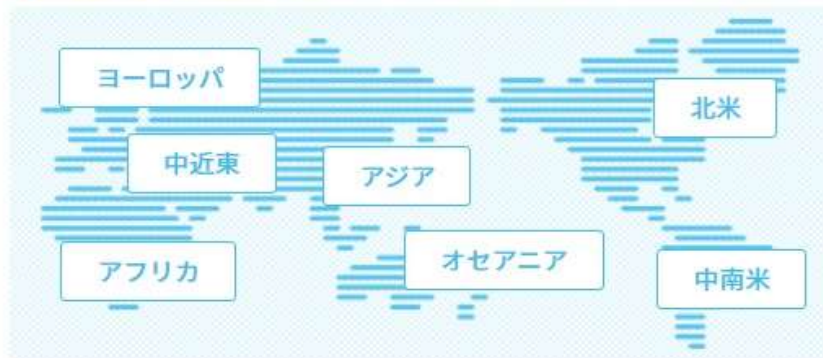 ヨーロッパ
北米
中近東
アジア
アフリカ
オセアニア
中南米